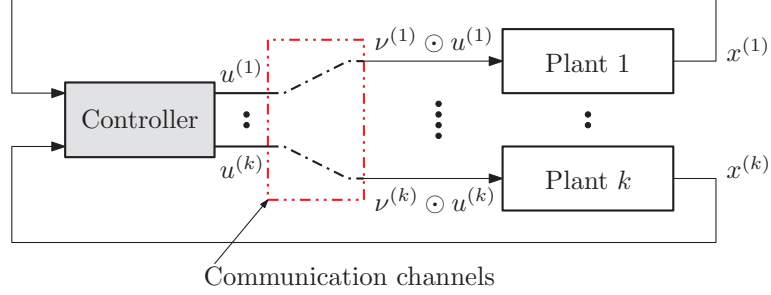 ν^(1) ⊙ u^(1)
Plant 1
x^(1)
u^(1)
Controller
u^(k)
ν^(k) ⊙ u^(k)
Plant k
x^(k)
Communication channels